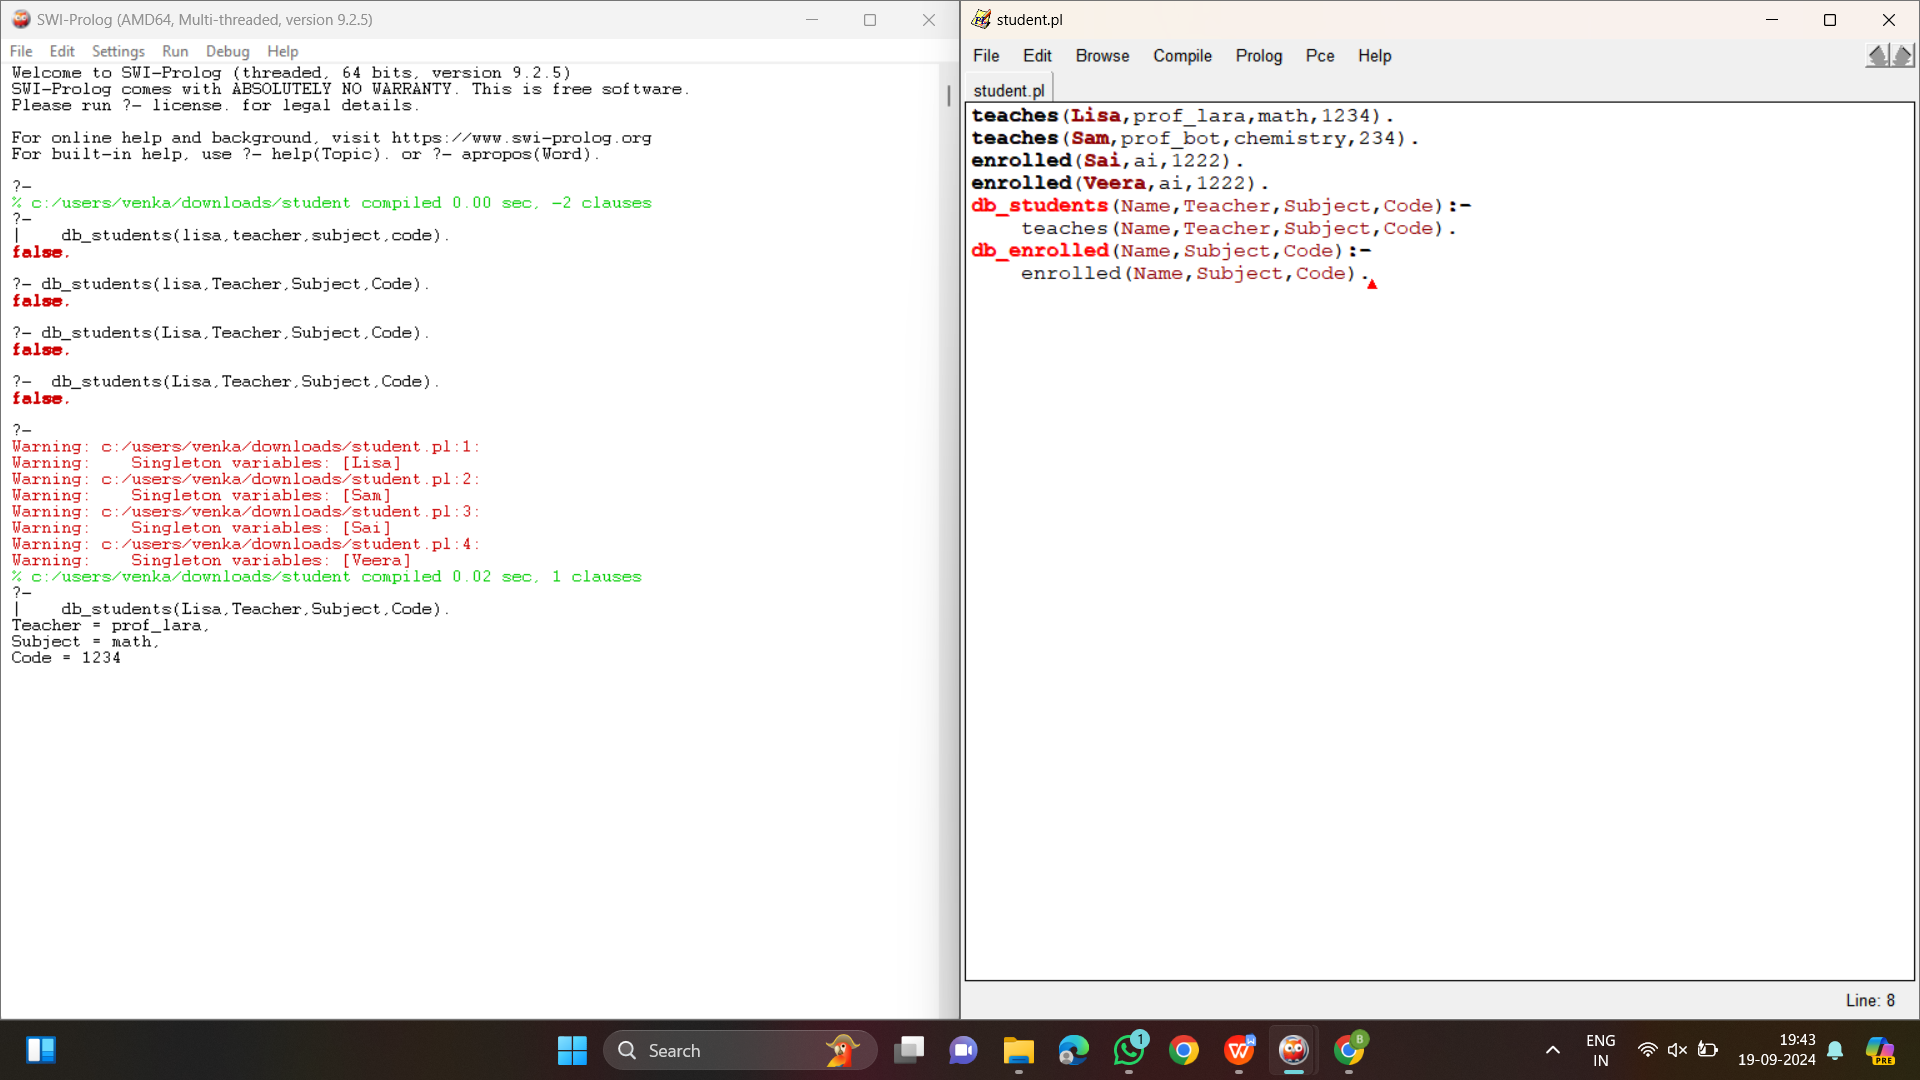 SWI-Prolog (AMD64, Multi-threaded, version 9.2.5)
File Edit Settings Run Debug Help
Welcome to SWI-Prolog (threaded, 64 bits, version 9.2.5)
SWI-Prolog comes with ABSOLUTELY NO WARRANTY. This is free software.
Please run ?- license. for legal details.
For online help and background, visit https://www.swi-prolog.org
For built-in help, use ?- help(Topic). or ?- apropos(Word).
?-
% c:/users/venka/downloads/student compiled 0.00 sec, -2 clauses
?-
|    db_students(lisa,teacher,subject,code).
false.
?- db_students(lisa,Teacher,Subject,Code).
false.
?- db_students(Lisa,Teacher,Subject,Code).
false.
?-  db_students(Lisa,Teacher,Subject,Code).
false.
?-
Warning: c:/users/venka/downloads/student.pl:1:
Warning:    Singleton variables: [Lisa]
Warning: c:/users/venka/downloads/student.pl:2:
Warning:    Singleton variables: [Sam]
Warning: c:/users/venka/downloads/student.pl:3:
Warning:    Singleton variables: [Sai]
Warning: c:/users/venka/downloads/student.pl:4:
Warning:    Singleton variables: [Veera]
% c:/users/venka/downloads/student compiled 0.02 sec, 1 clauses
?-
|    db_students(Lisa,Teacher,Subject,Code).
Teacher = prof_lara,
Subject = math,
Code = 1234
student.pl
File Edit Browse Compile Prolog Pce Help
student.pl
teaches(Lisa,prof_lara,math,1234).
teaches(Sam,prof_bot,chemistry,234).
enrolled(Sai,ai,1222).
enrolled(Veera,ai,1222).
db_students(Name,Teacher,Subject,Code):-
    teaches(Name,Teacher,Subject,Code).
db_enrolled(Name,Subject,Code):-
    enrolled(Name,Subject,Code).
Line: 8
Search
1
W
B
ENG
IN
19:43
19-09-2024
PRE